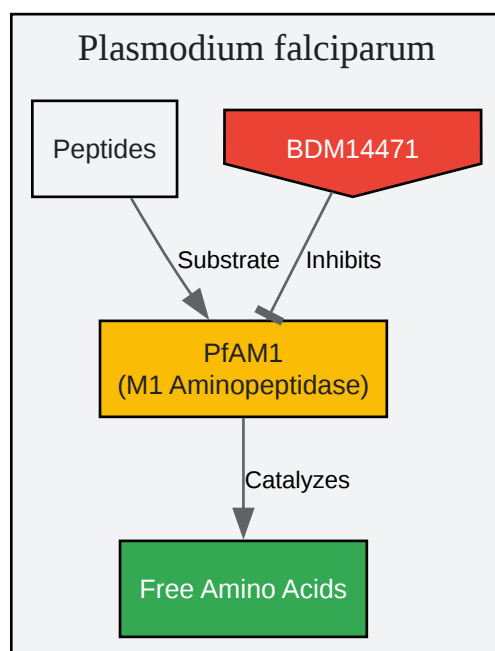 Plasmodium falciparum
Peptides
BDM14471
Substrate
Inhibits
PfAM1
(M1 Aminopeptidase)
Catalyzes
Free Amino Acids